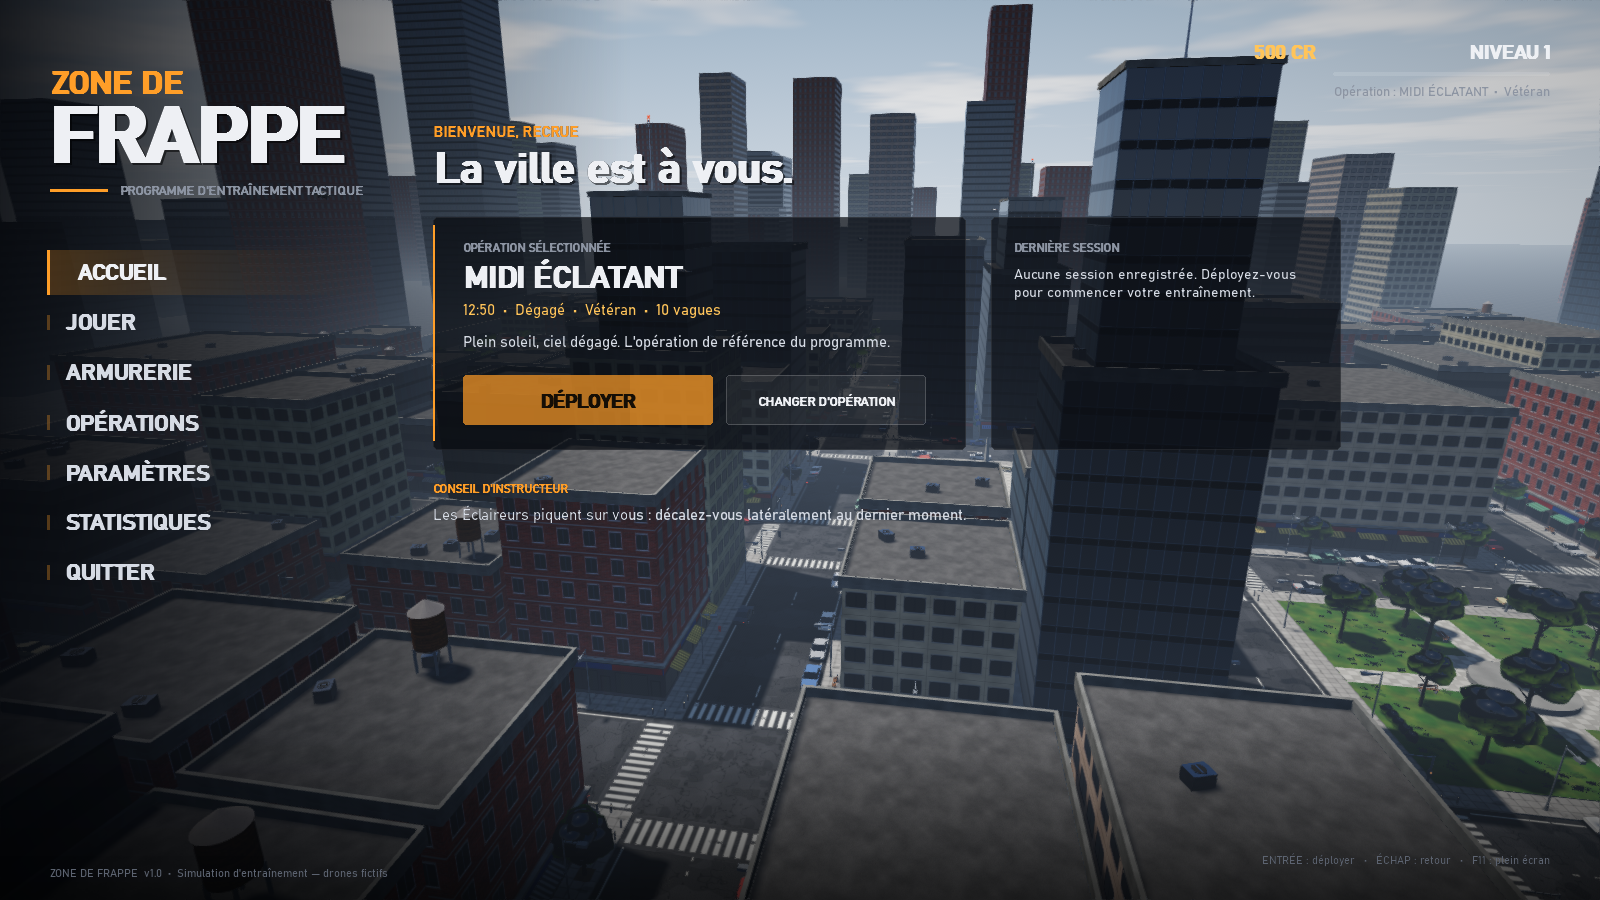 ZONE DE
FRAPPE
PROGRAMME D'ENTRAÎNEMENT TACTIQUE
500 CR
NIVEAU 1
Opération : MIDI ÉCLATANT • Vétéran
ACCUEIL
JOUER
ARMURERIE
OPÉRATIONS
PARAMÈTRES
STATISTIQUES
QUITTER
BIENVENUE, RECRUE
La ville est à vous.
OPÉRATION SÉLECTIONNÉE
MIDI ÉCLATANT
12:50 • Dégagé • Vétéran • 10 vagues
Plein soleil, ciel dégagé. L'opération de référence du programme.
DÉPLOYER
CHANGER D'OPÉRATION
DERNIÈRE SESSION
Aucune session enregistrée. Déployez-vous
pour commencer votre entraînement.
CONSEIL D'INSTRUCTEUR
Les Éclaireurs piquent sur vous : décalez-vous latéralement au dernier moment.
ZONE DE FRAPPE v1.0 • Simulation d'entraînement — drones fictifs
ENTRÉE : déployer • ÉCHAP : retour • F11 : plein écran